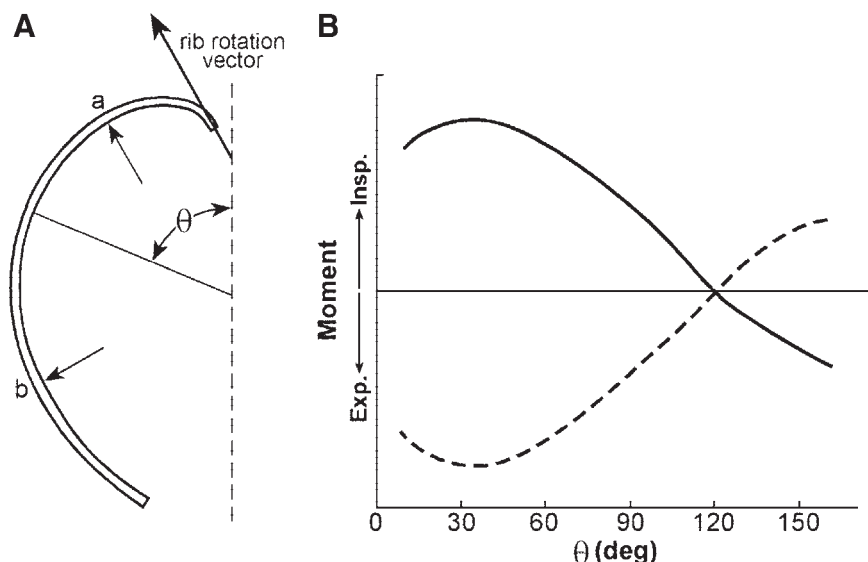 A
rib rotation
vector
a
θ
b
B
Insp.
Moment
Exp.
0
30
60
90
120
150
θ (deg)